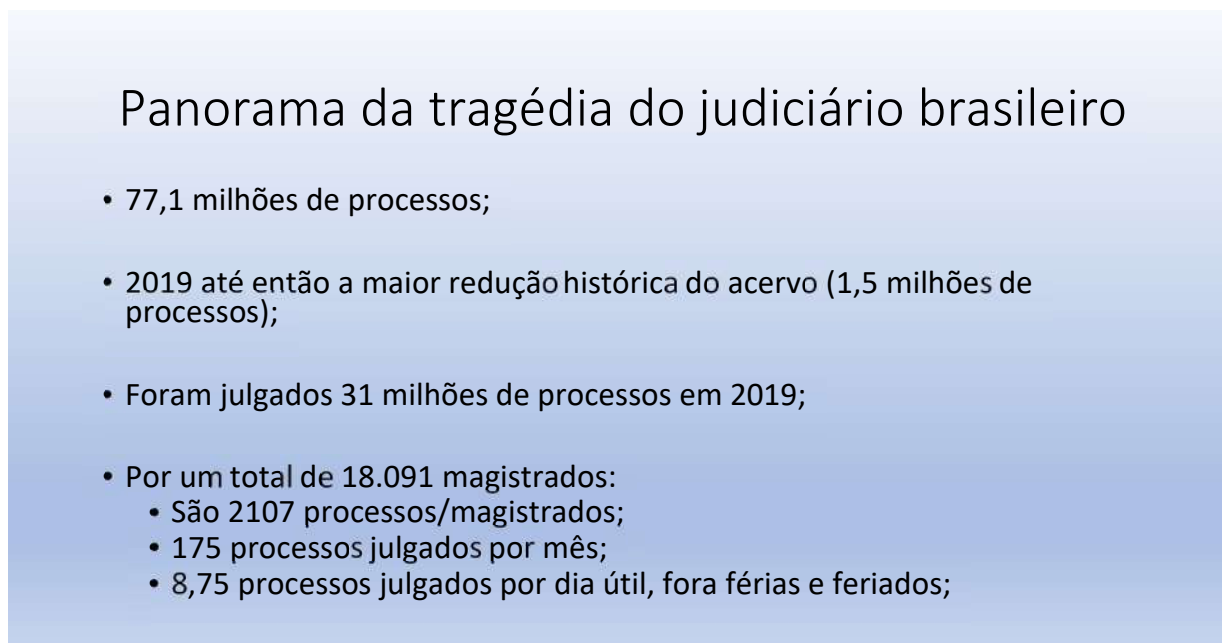 Panorama da tragédia do judiciário brasileiro
• 77,1 milhões de processos;
• 2019 até então a maior redução histórica do acervo (1,5 milhões de
processos);
• Foram julgados 31 milhões de processos em 2019;
• Por um total de 18.091 magistrados:
• São 2107 processos/magistrados;
• 175 processos julgados por mês;
• 8,75 processos julgados por dia útil, fora férias e feriados;